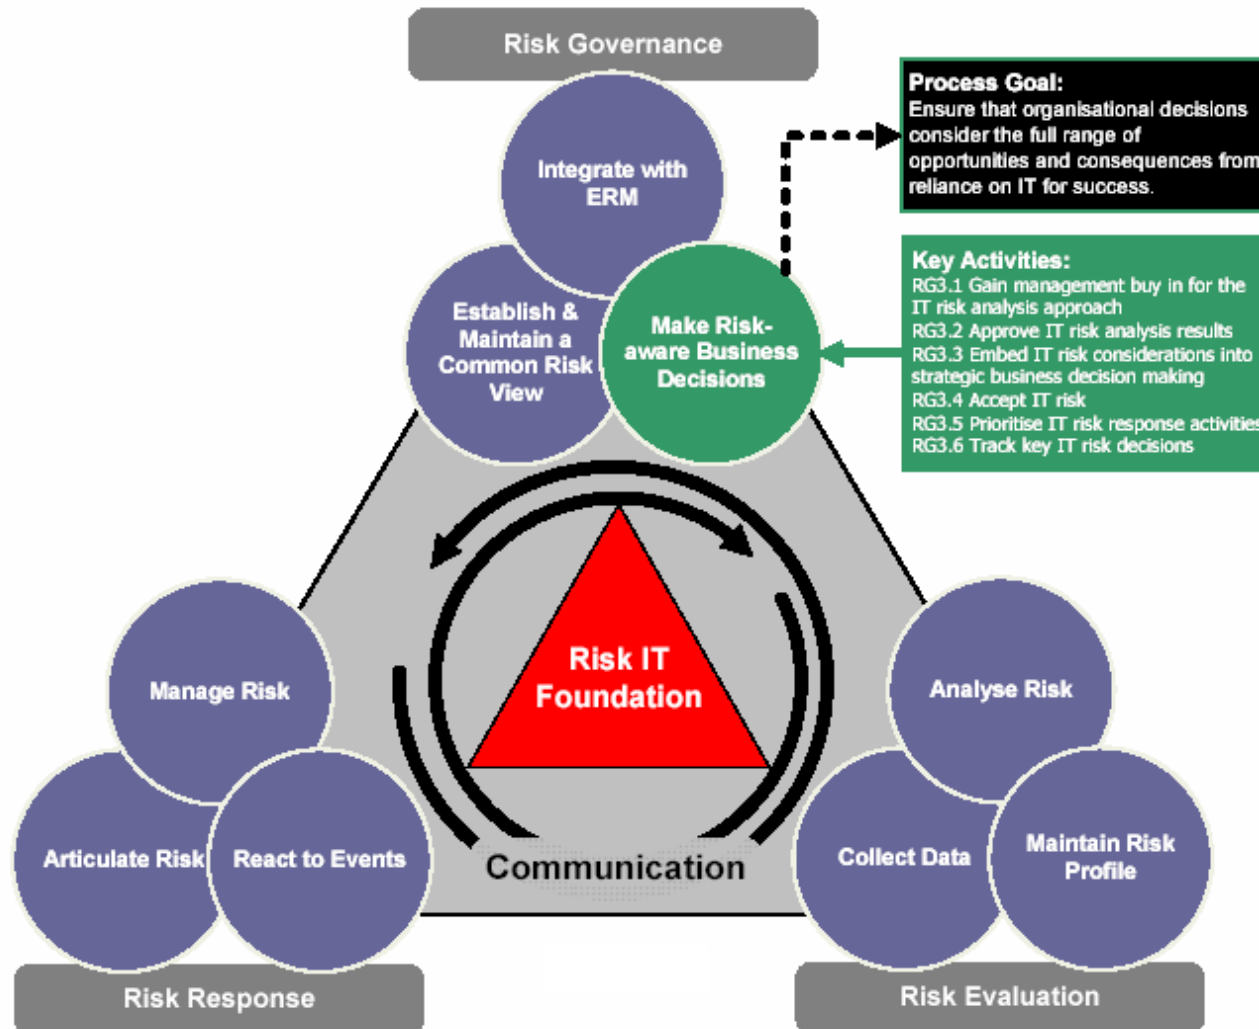 Risk Governance
Process Goal:
Ensure that organisational decisions
consider the full range of
opportunities and consequences from
reliance on IT for success.
Integrate with
ERM
Key Activities:
RG3.1 Gain management buy in for the
IT risk analysis approach
RG3.2 Approve IT risk analysis results
RG3.3 Embed IT risk considerations into
strategic business decision making
RG3.4 Accept IT risk
RG3.5 Prioritise IT risk response activities
RG3.6 Track key IT risk decisions
Establish &
Maintain a
Common Risk
View
Make Risk-
aware Business
Decisions
Risk IT
Foundation
Manage Risk
Analyse Risk
Articulate Risk
React to Events
Communication
Collect Data
Maintain Risk
Profile
Risk Response
Risk Evaluation